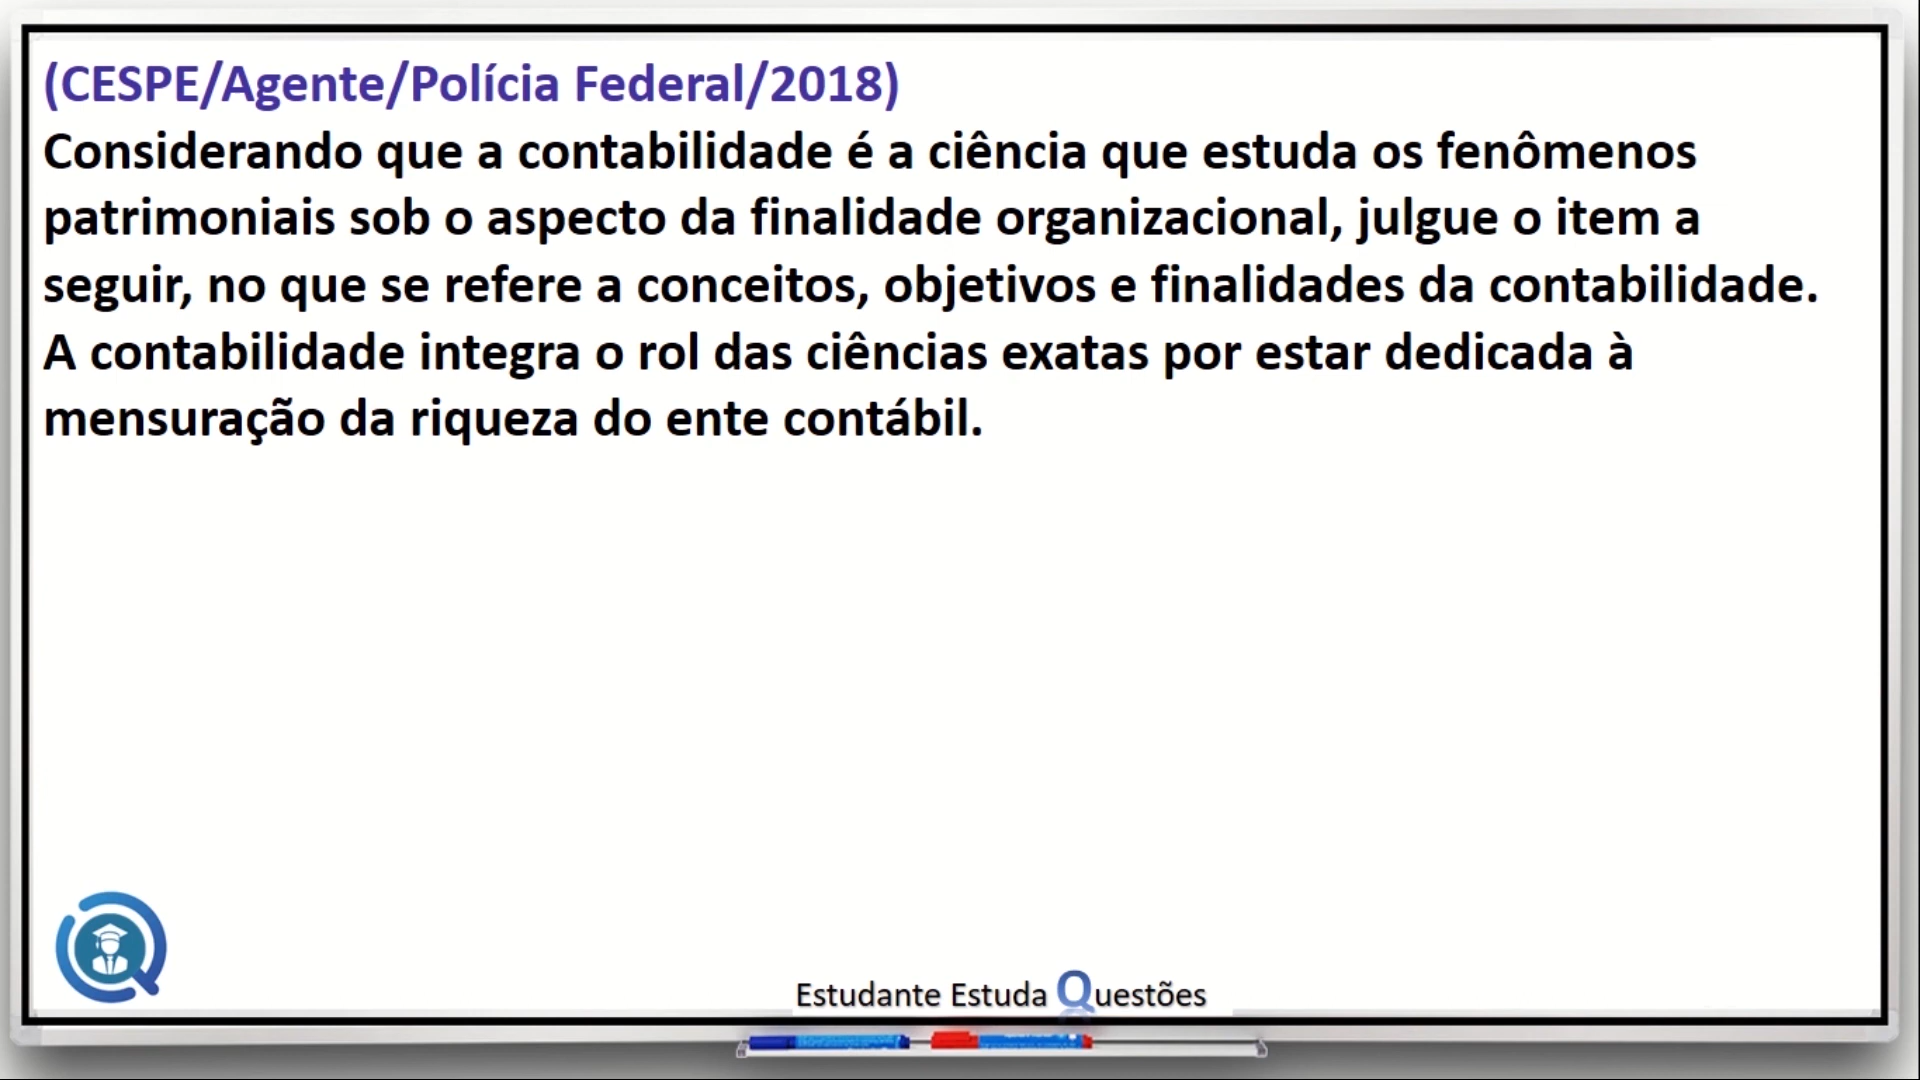 (CESPE/Agente/Polícia Federal/2018)
Considerando que a contabilidade é a ciência que estuda os fenômenos
patrimoniais sob o aspecto da finalidade organizacional, julgue o item a
seguir, no que se refere a conceitos, objetivos e finalidades da contabilidade.
A contabilidade integra o rol das ciências exatas por estar dedicada à
mensuração da riqueza do ente contábil.
Estudante Estuda Questões